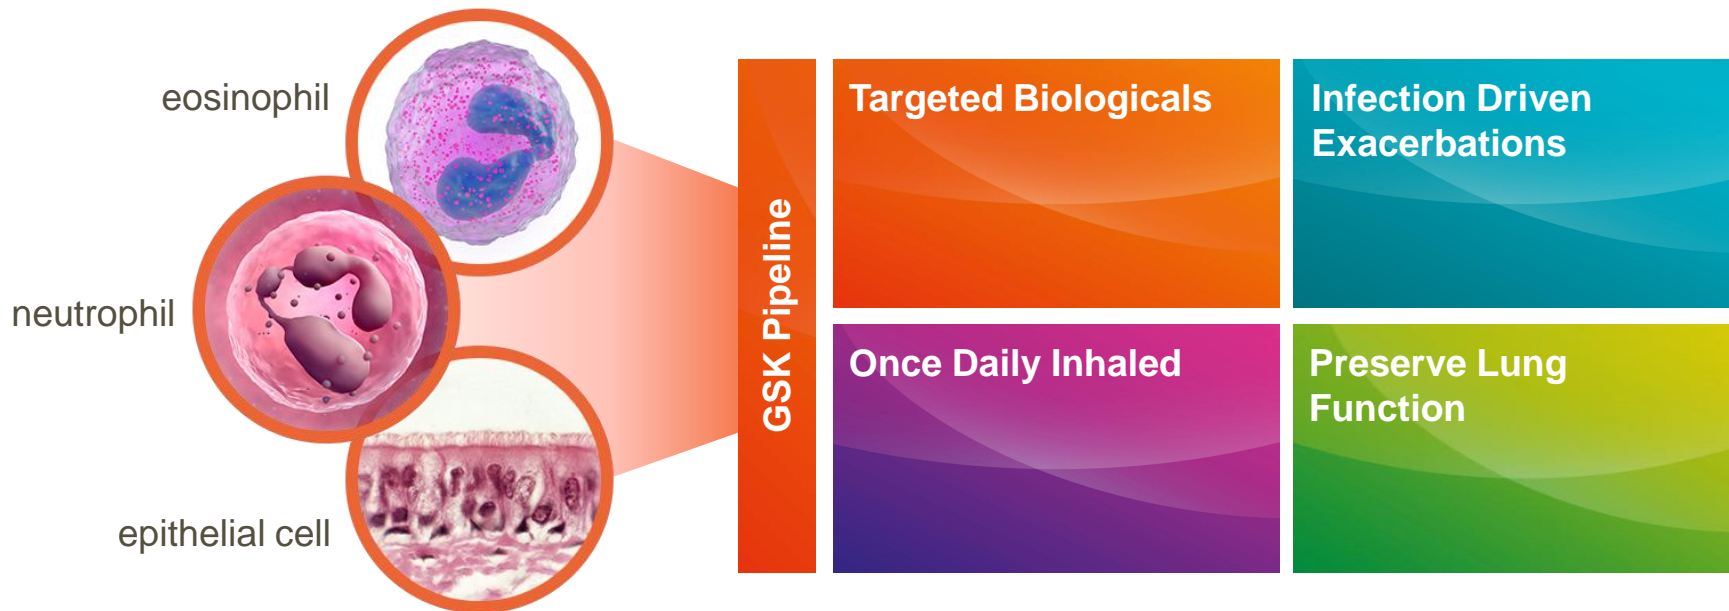 eosinophil
neutrophil
epithelial cell
GSK Pipeline
Targeted Biologicals
Infection Driven
Exacerbations
Once Daily Inhaled
Preserve Lung
Function